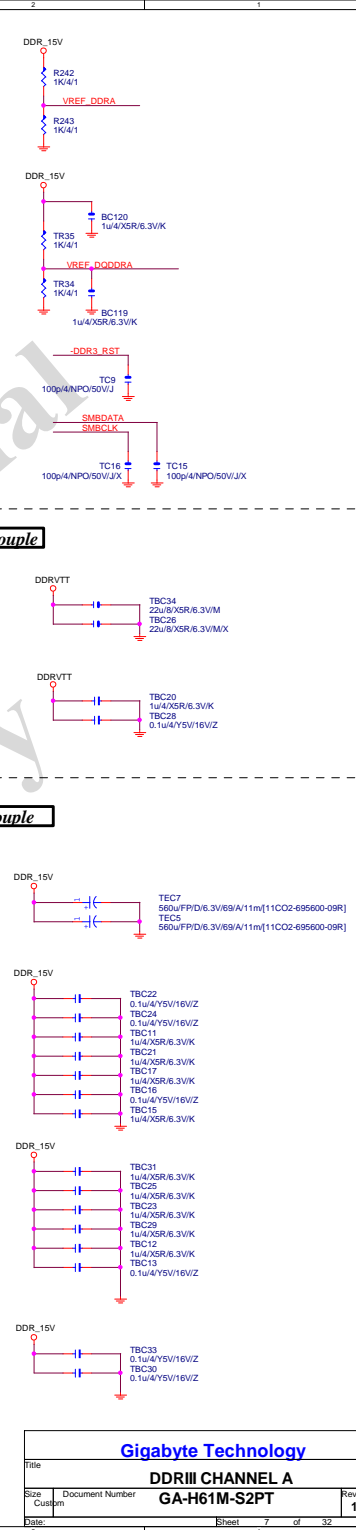 2 1
DDR_15V
R242
1K/4/1
VREF_DDRA
R243
1K/4/1
DDR_15V
BC120
1u/4/X5R/6.3V/K
TR35
1K/4/1
VREF_DQDDRA
TR34
1K/4/1
BC119
1u/4/X5R/6.3V/K
-DDR3_RST
TC9
100p/4/NPO/50V/J
SMBDATA
SMBCLK
TC16 TC15
100p/4/NPO/50V/J/X 100p/4/NPO/50V/J/X
ouple
DDRVTT
TBC34
22u/8/X5R/6.3V/M
TBC26
22u/8/X5R/6.3V/M/X
DDRVTT
TBC20
1u/4/X5R/6.3V/K
TBC28
0.1u/4/Y5V/16V/Z
ouple
DDR_15V
1
TEC7
560u/FP/D/6.3V/69/A/11m/[11CO2-695600-09R]
1
TEC5
560u/FP/D/6.3V/69/A/11m/[11CO2-695600-09R]
DDR_15V
TBC22
0.1u/4/Y5V/16V/Z
TBC24
0.1u/4/Y5V/16V/Z
TBC11
1u/4/X5R/6.3V/K
TBC21
1u/4/X5R/6.3V/K
TBC17
1u/4/X5R/6.3V/K
TBC16
0.1u/4/Y5V/16V/Z
TBC15
1u/4/X5R/6.3V/K
DDR_15V
TBC31
1u/4/X5R/6.3V/K
TBC25
1u/4/X5R/6.3V/K
TBC23
1u/4/X5R/6.3V/K
TBC29
1u/4/X5R/6.3V/K
TBC12
1u/4/X5R/6.3V/K
TBC13
0.1u/4/Y5V/16V/Z
DDR_15V
TBC33
0.1u/4/Y5V/16V/Z
TBC30
0.1u/4/Y5V/16V/Z
Gigabyte Technology
Title
DDRIII CHANNEL A
Size Document Number Rev
Custom GA-H61M-S2PT 1
Date: Sheet 7 of 32